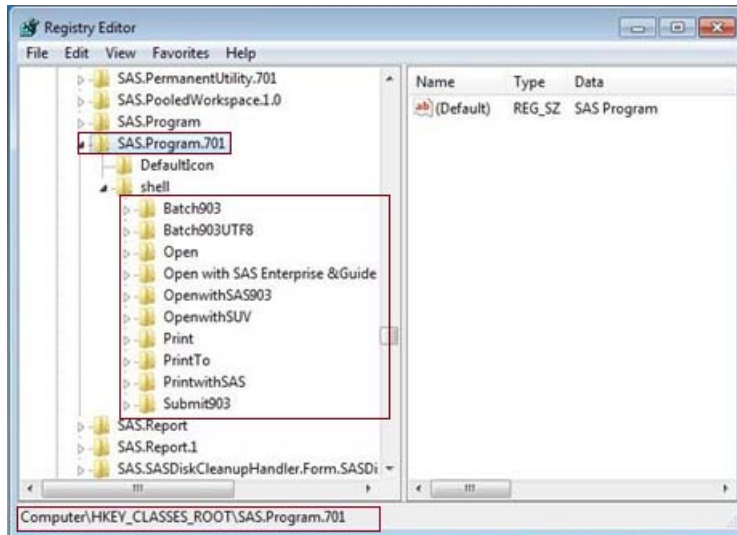 Registry Editor
File Edit View Favorites Help
SAS.PermanentUtility.701
SAS.PooledWorkspace.1.0
SAS.Program
SAS.Program.701
DefaultIcon
shell
Batch903
Batch903UTF8
Open
Open with SAS Enterprise &Guide
OpenwithSAS903
OpenwithSUV
Print
PrintTo
PrintwithSAS
Submit903
SAS.Report
SAS.Report.1
SAS.SASDiskCleanupHandler.Form.SASDi
Name Type Data
ab (Default) REG_SZ SAS Program
Computer\HKEY_CLASSES_ROOT\SAS.Program.701